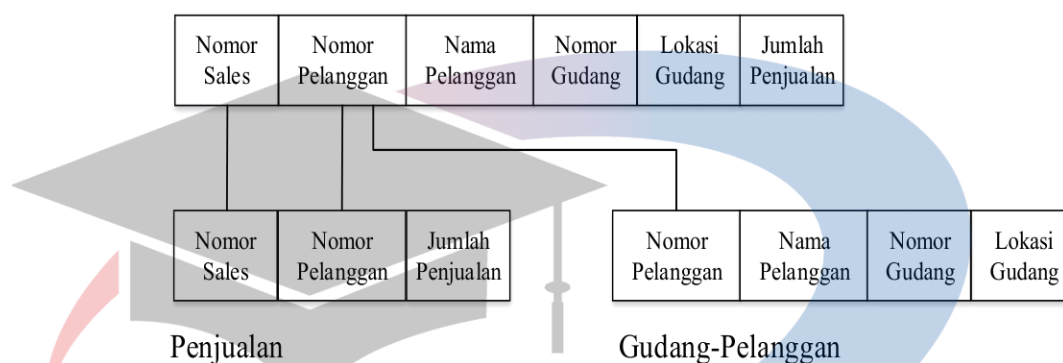 Nomor Sales
Nomor Pelanggan
Nama Pelanggan
Nomor Gudang
Lokasi Gudang
Jumlah Penjualan
Nomor Sales
Nomor Pelanggan
Jumlah Penjualan
Nomor Pelanggan
Nama Pelanggan
Nomor Gudang
Lokasi Gudang
Penjualan
Gudang-Pelanggan